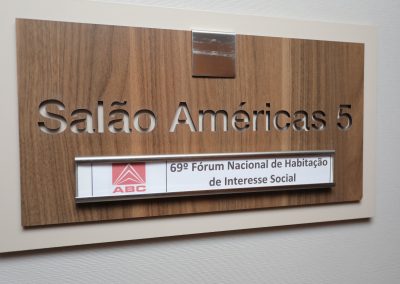 Salão Américas 5
ABC
69º Fórum Nacional de Habitação
de Interesse Social